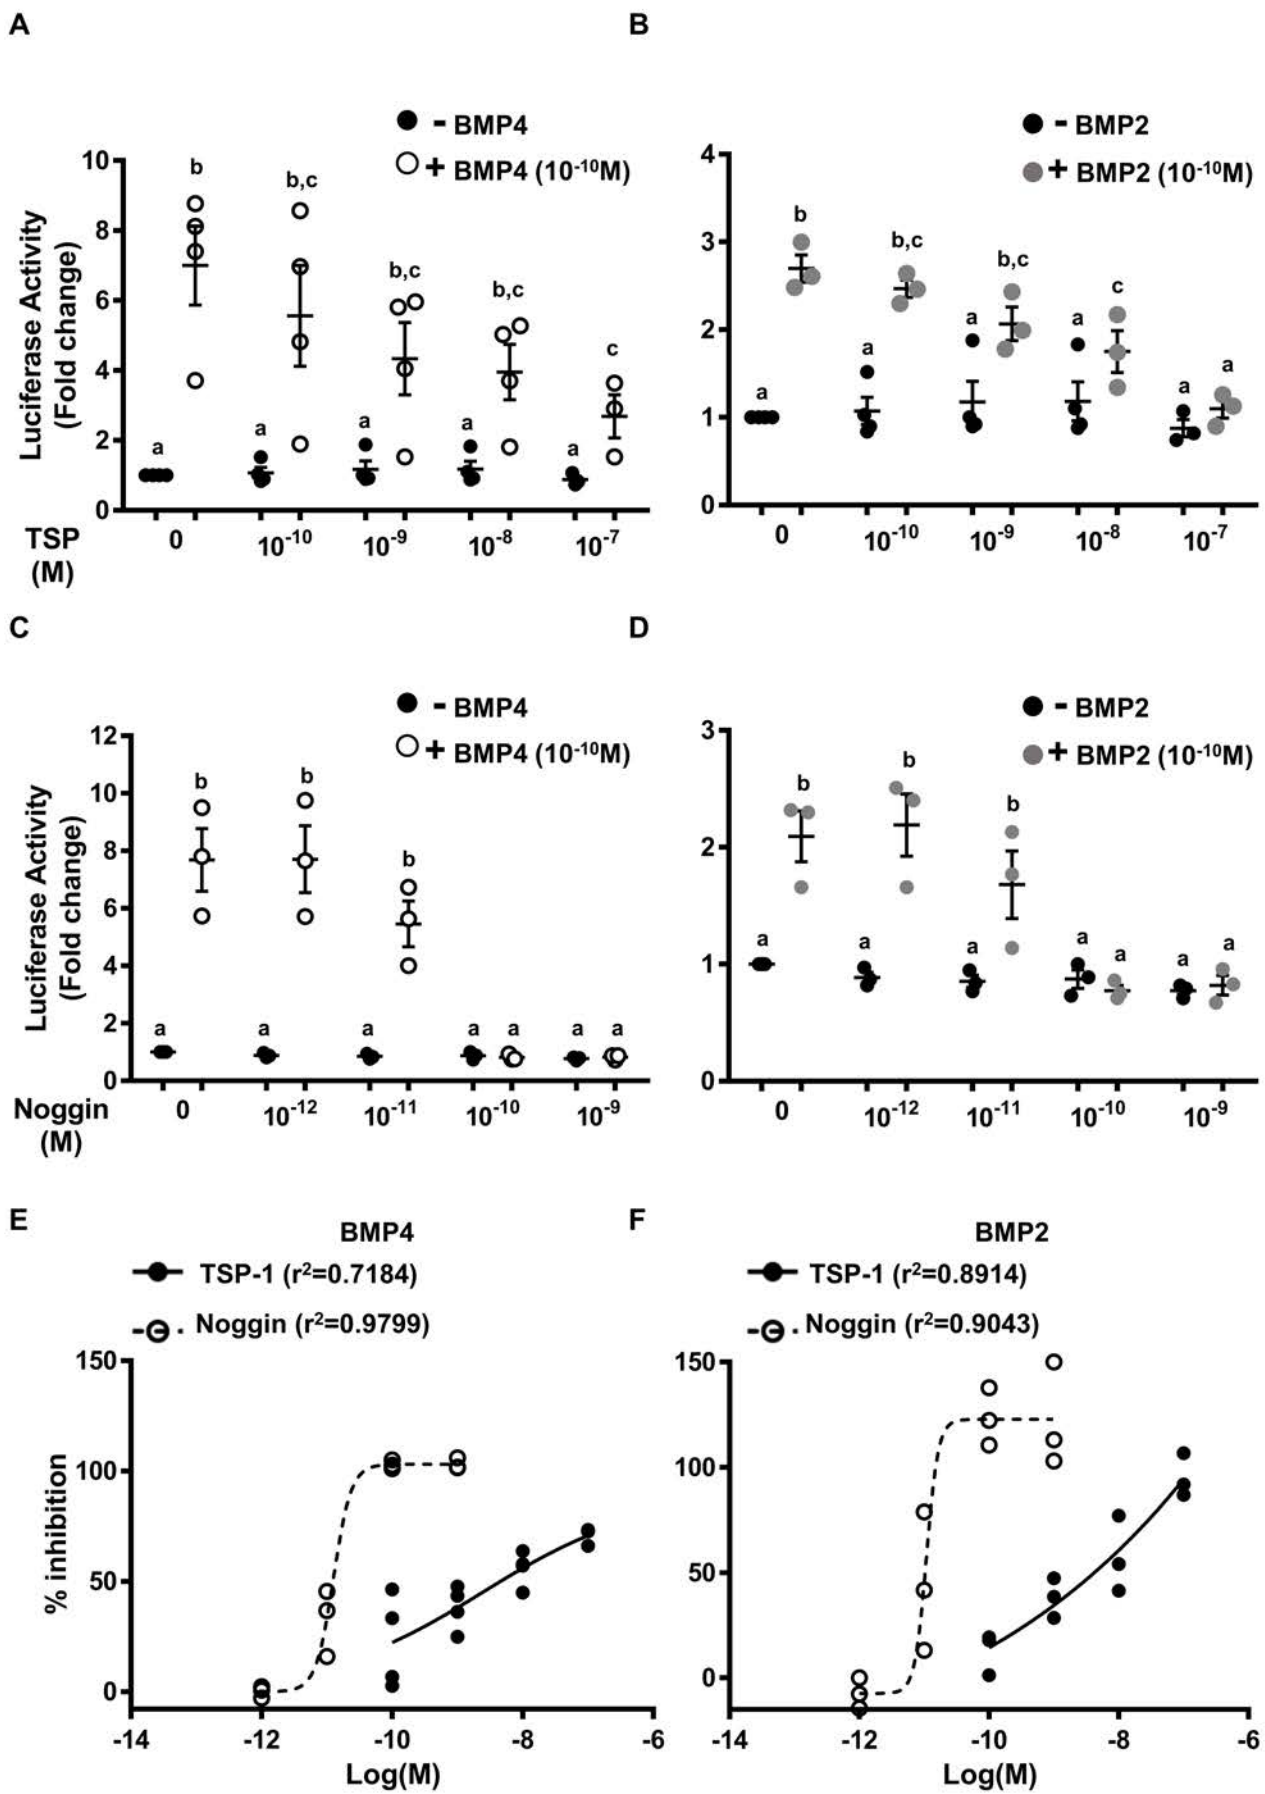 A
B
- BMP4
+ BMP4 (10⁻¹⁰M)
- BMP2
+ BMP2 (10⁻¹⁰M)
Luciferase Activity
(Fold change)
10
8
6
4
2
0
b
b,c
b,c
b,c
c
a
a
a
a
a
TSP
(M)
0
10⁻¹⁰
10⁻⁹
10⁻⁸
10⁻⁷
4
3
2
1
0
b
b,c
b,c
c
a
a
a
a
a
a
0
10⁻¹⁰
10⁻⁹
10⁻⁸
10⁻⁷
C
D
- BMP4
+ BMP4 (10⁻¹⁰M)
- BMP2
+ BMP2 (10⁻¹⁰M)
Luciferase Activity
(Fold change)
12
10
8
6
4
2
0
b
b
b
a
a
a
a
a
a
a
Noggin
(M)
0
10⁻¹²
10⁻¹¹
10⁻¹⁰
10⁻⁹
3
2
1
0
b
b
b
a
a
a
a
a
a
a
0
10⁻¹²
10⁻¹¹
10⁻¹⁰
10⁻⁹
E
F
BMP4
TSP-1 (r²=0.7184)
Noggin (r²=0.9799)
BMP2
TSP-1 (r²=0.8914)
Noggin (r²=0.9043)
% inhibition
150
100
50
0
-14
-12
-10
-8
-6
Log(M)
150
100
50
0
-14
-12
-10
-8
-6
Log(M)